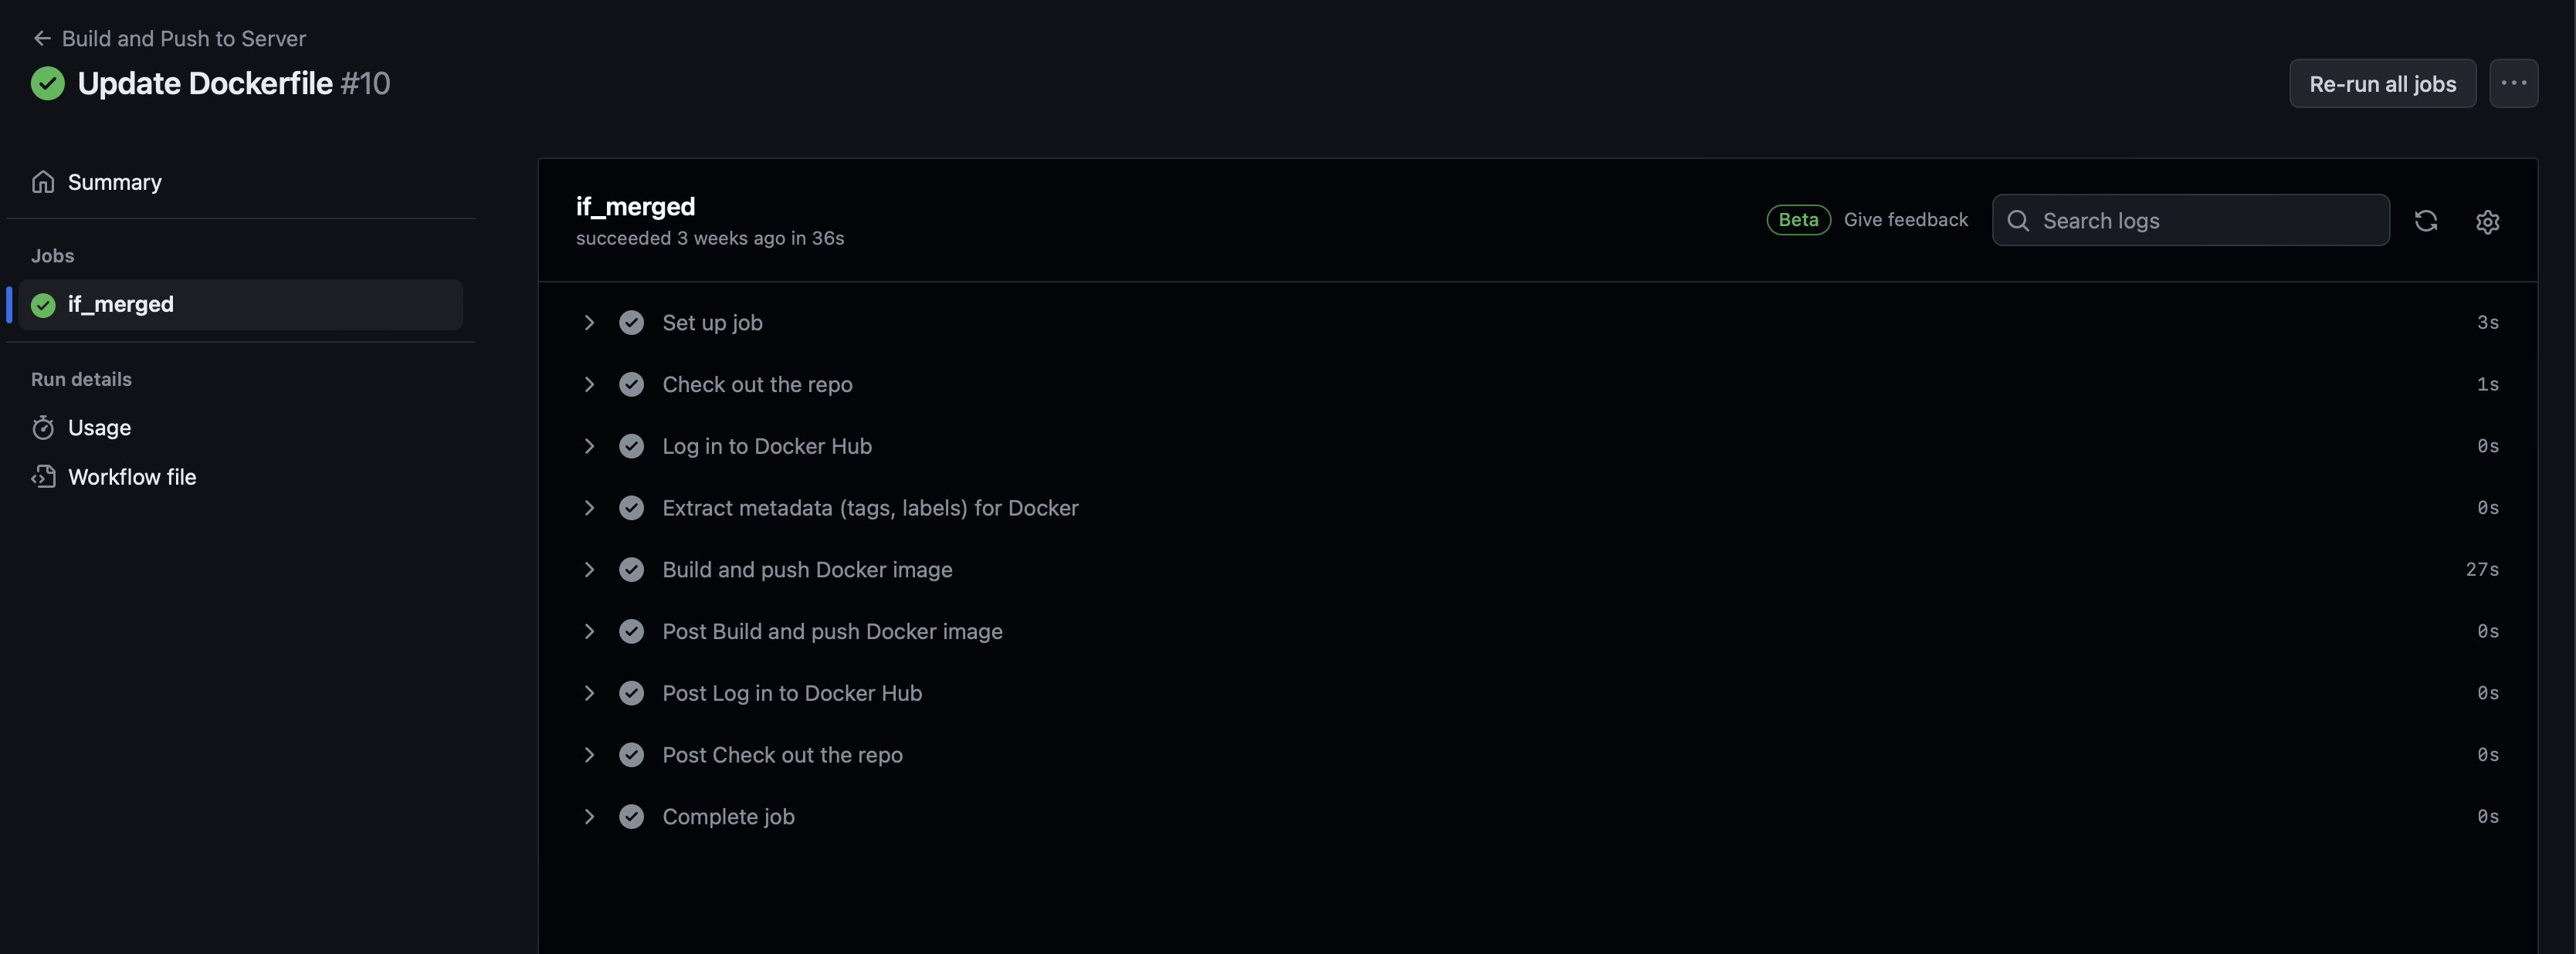 Build and Push to Server
Update Dockerfile #10
Re-run all jobs
Summary
Jobs
if_merged
Run details
Usage
Workflow file
if_merged
succeeded 3 weeks ago in 36s
Beta Give feedback
Search logs
Set up job 3s
Check out the repo 1s
Log in to Docker Hub 0s
Extract metadata (tags, labels) for Docker 0s
Build and push Docker image 27s
Post Build and push Docker image 0s
Post Log in to Docker Hub 0s
Post Check out the repo 0s
Complete job 0s